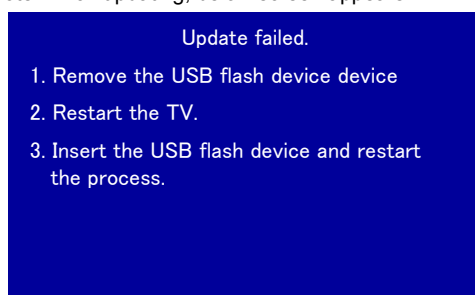 Update failed.
1. Remove the USB flash device device
2. Restart the TV.
3. Insert the USB flash device and restart
the process.